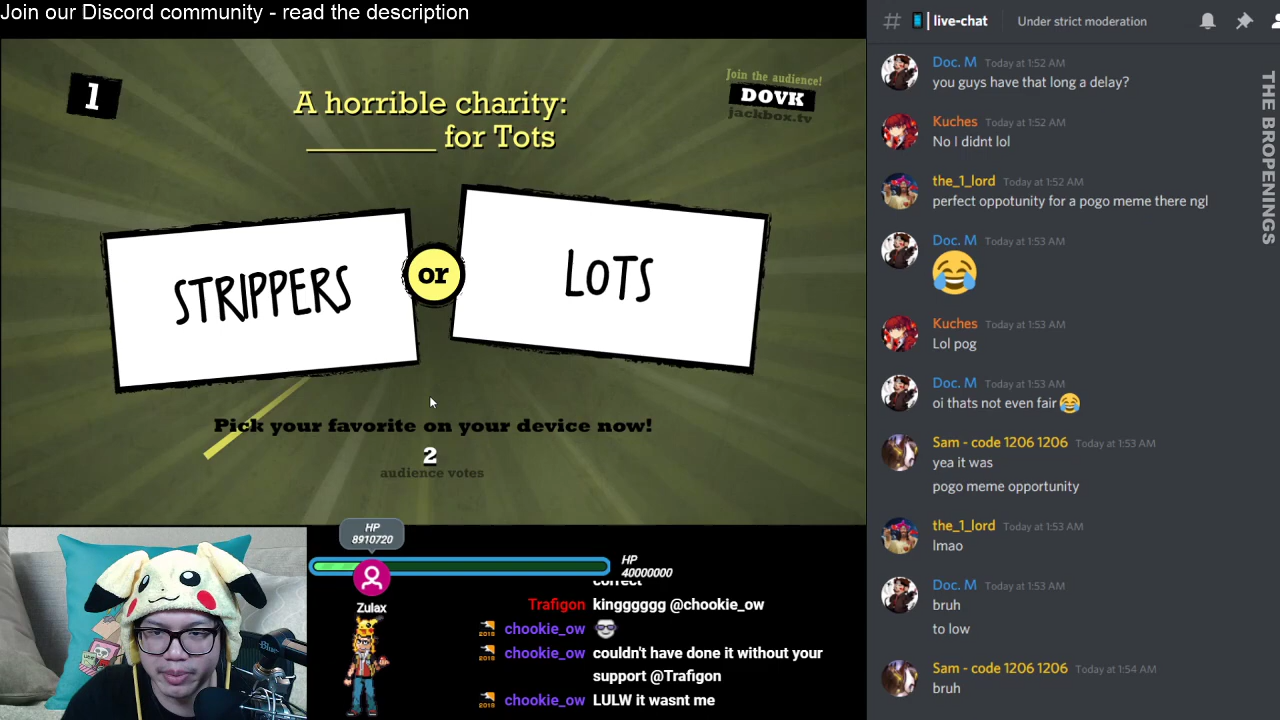 Join our Discord community - read the description
1
A horrible charity:
________ for Tots
Join the audience!
DOVK
jackbox.tv
STRIPPERS
or
LOTS
Pick your favorite on your device now!
2
audience votes
HP
8910720
HP
40000000
Zulax
correct
Trafigon kingggggg @chookie_ow
2018 chookie_ow
2018 chookie_ow couldn't have done it without your
support @Trafigon
2018 chookie_ow LULW it wasnt me
# | live-chat Under strict moderation
Doc. M Today at 1:52 AM
you guys have that long a delay?
Kuches Today at 1:52 AM
No I didnt lol
the_1_lord Today at 1:52 AM
perfect oppotunity for a pogo meme there ngl
Doc. M Today at 1:53 AM
Kuches Today at 1:53 AM
Lol pog
Doc. M Today at 1:53 AM
oi thats not even fair
Sam - code 1206 1206 Today at 1:53 AM
yea it was
pogo meme opportunity
the_1_lord Today at 1:53 AM
lmao
Doc. M Today at 1:53 AM
bruh
to low
Sam - code 1206 1206 Today at 1:54 AM
bruh
THE BROPENINGS
Blue